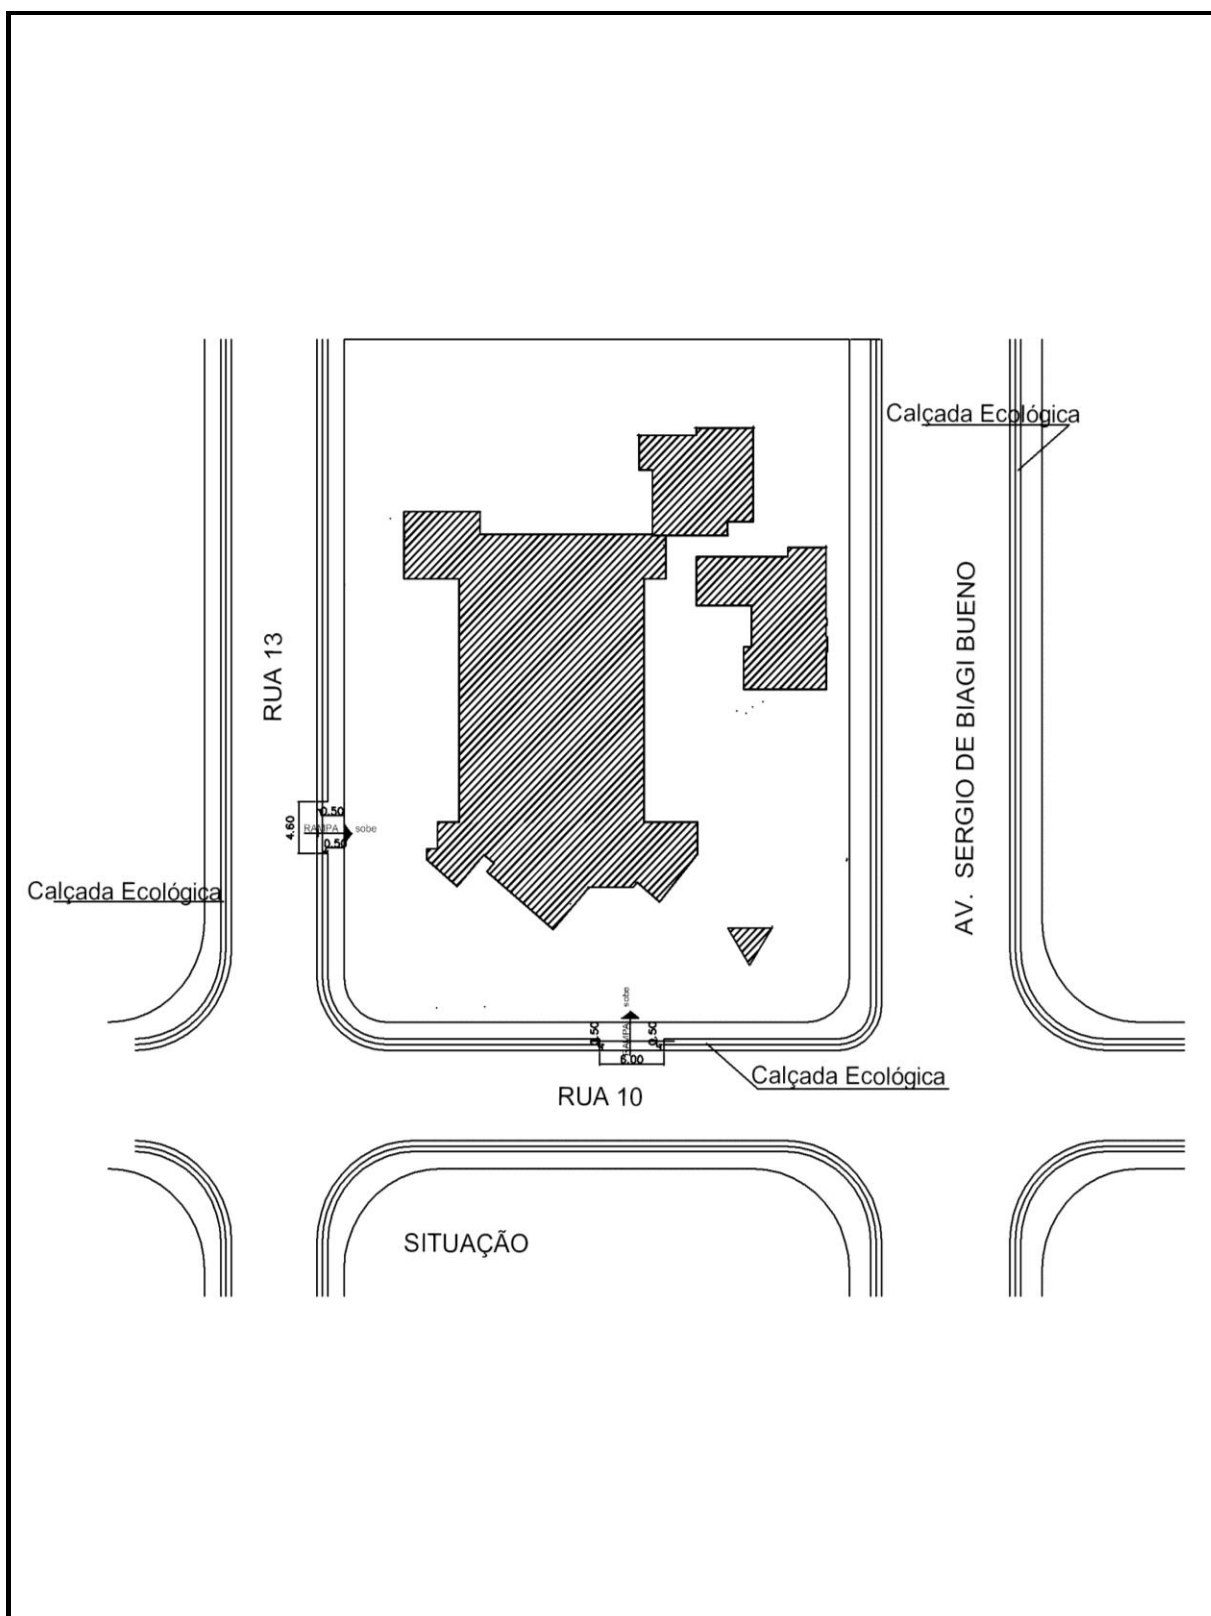 Calçada Ecológica
AV. SERGIO DE BIAGI BUENO
RUA 13
0.50
4.60
RAMPA
sobe
0.50
Calçada Ecológica
sobe
0.50
RAMPA
0.50
6.00
Calçada Ecológica
RUA 10
SITUAÇÃO